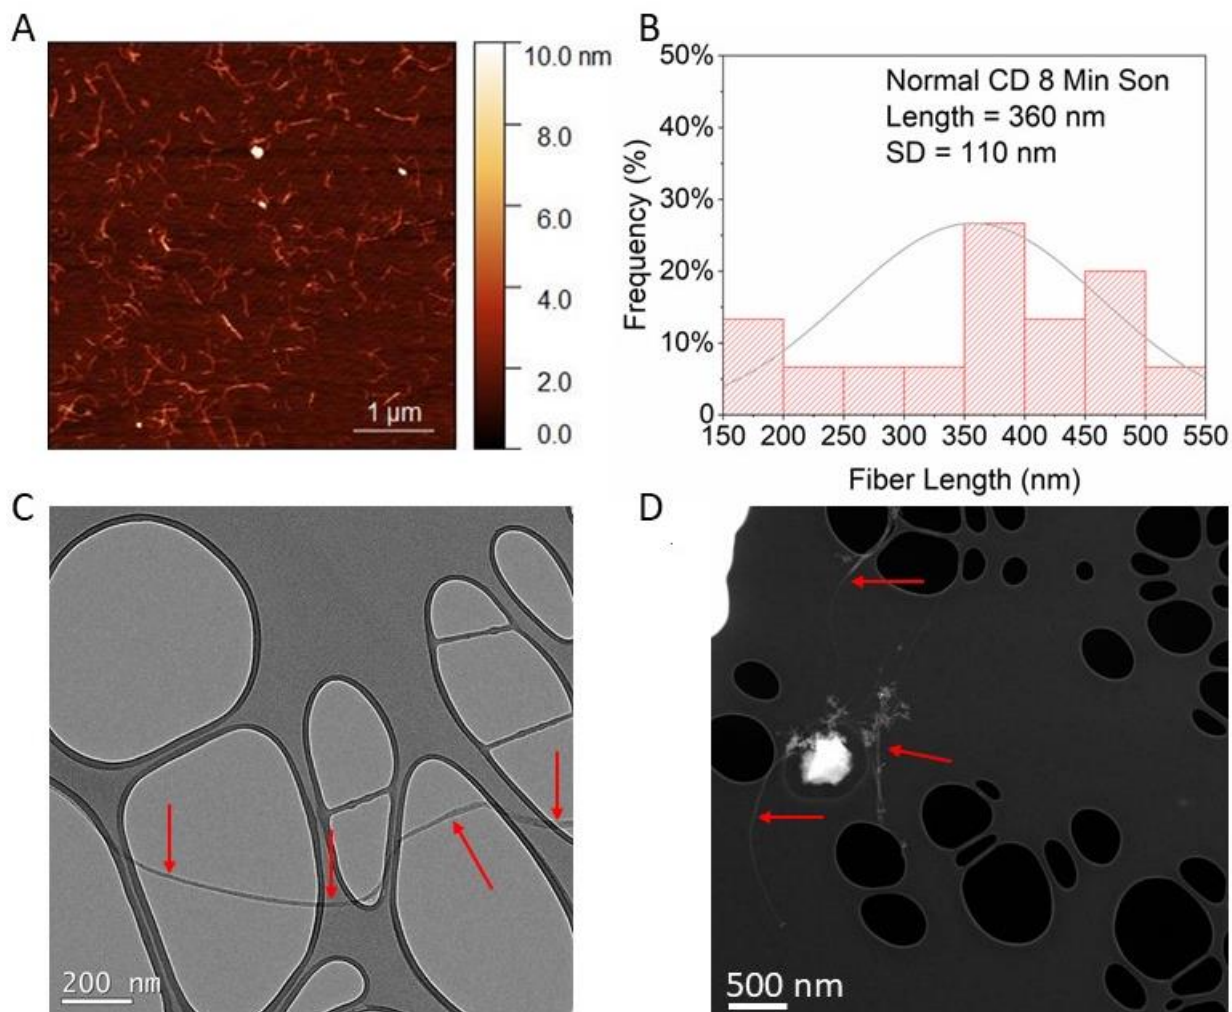 A
10.0 nm
8.0
6.0
4.0
2.0
0.0
1 µm
B
50%
40%
30%
20%
10%
0
Frequency (%)
Normal CD 8 Min Son
Length = 360 nm
SD = 110 nm
150 200 250 300 350 400 450 500 550
Fiber Length (nm)
C
200 nm
D
500 nm